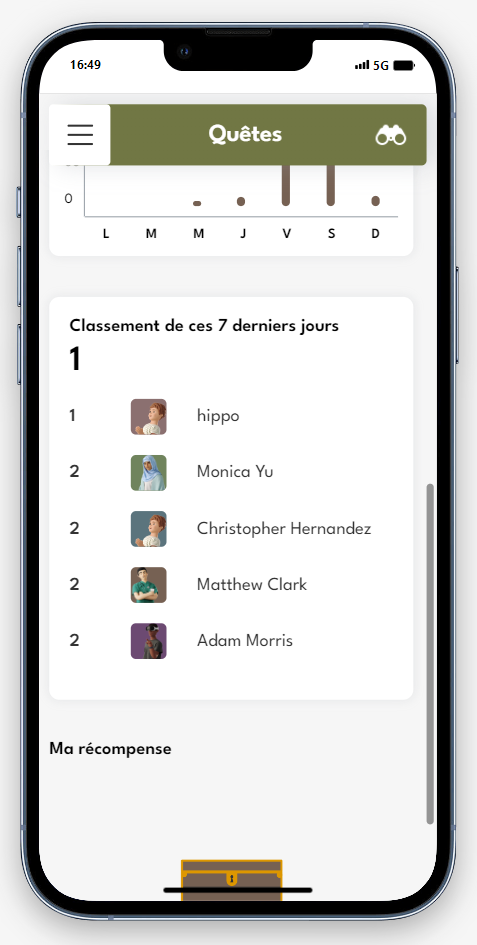 16:49
5G
Quêtes
0
L M M J V S D
Classement de ces 7 derniers jours
1
1 hippo
2 Monica Yu
2 Christopher Hernandez
2 Matthew Clark
2 Adam Morris
Ma récompense